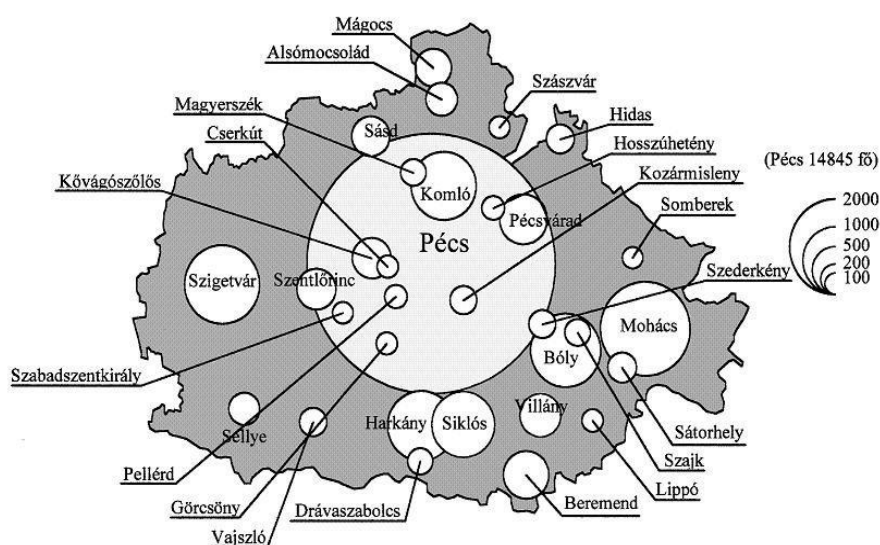 Mágocs
Alsómocsolád
Szászvár
Magyerszék
Sásd
Hidas
Cserkút
Hosszúhetény
Komló
Kozármisleny
(Pécs 14845 fő)
Kővágószőlős
Pécsvárad
Somberek
2000
1000
500
200
100
Pécs
Szederkény
Szigetvár
Szentlőrinc
Mohács
Bóly
Szabadszentkirály
Villány
Harkány
Siklós
Sellye
Sátorhely
Szajk
Pellérd
Lippó
Görcsöny
Drávaszabolcs
Beremend
Vajszló